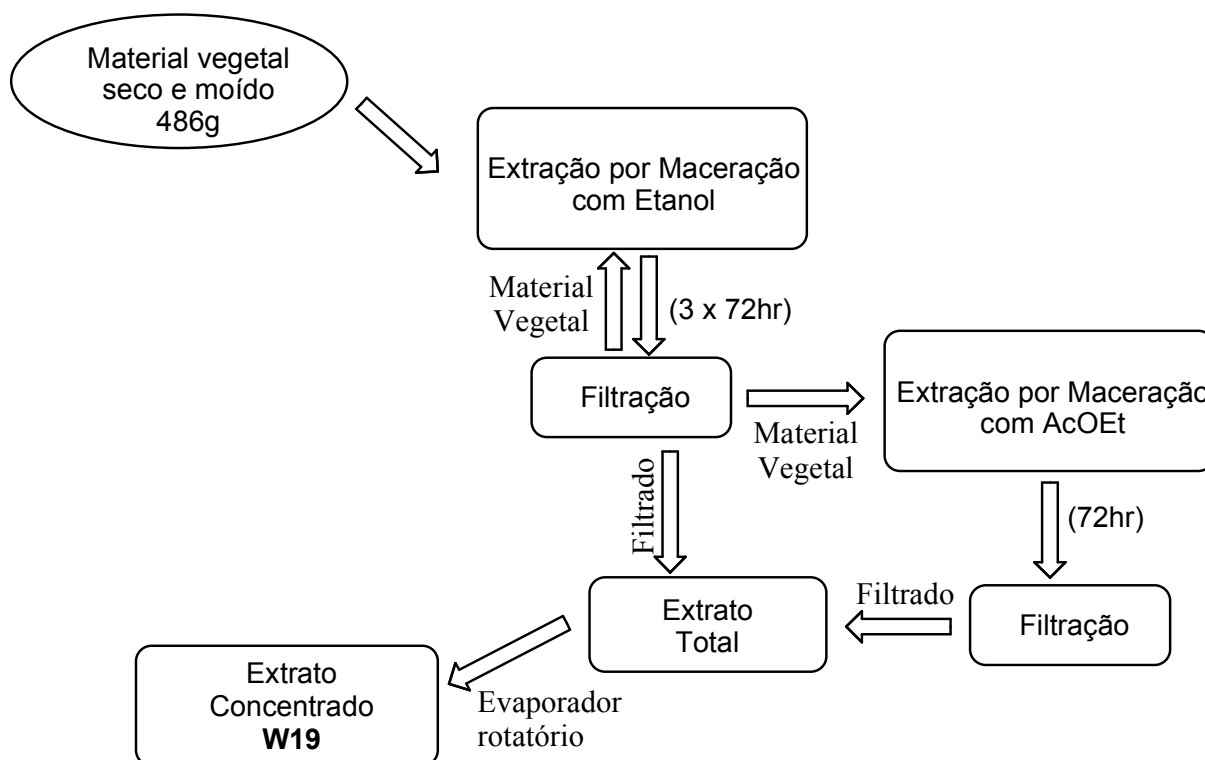 Material vegetal
seco e moído
486g
Extração por Maceração
com Etanol
Material
Vegetal
(3 x 72hr)
Filtração
Material
Vegetal
Extração por Maceração
com AcOEt
(72hr)
Filtração
Filtrado
Filtrado
Extrato
Total
Evaporador
rotatório
Extrato
Concentrado
W19